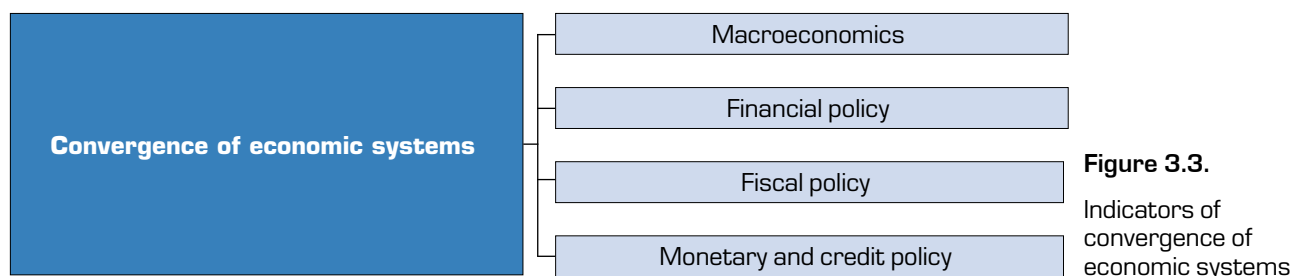 Convergence of economic systems
Macroeconomics
Financial policy
Fiscal policy
Monetary and credit policy
Figure 3.3.
Indicators of
convergence of
economic systems